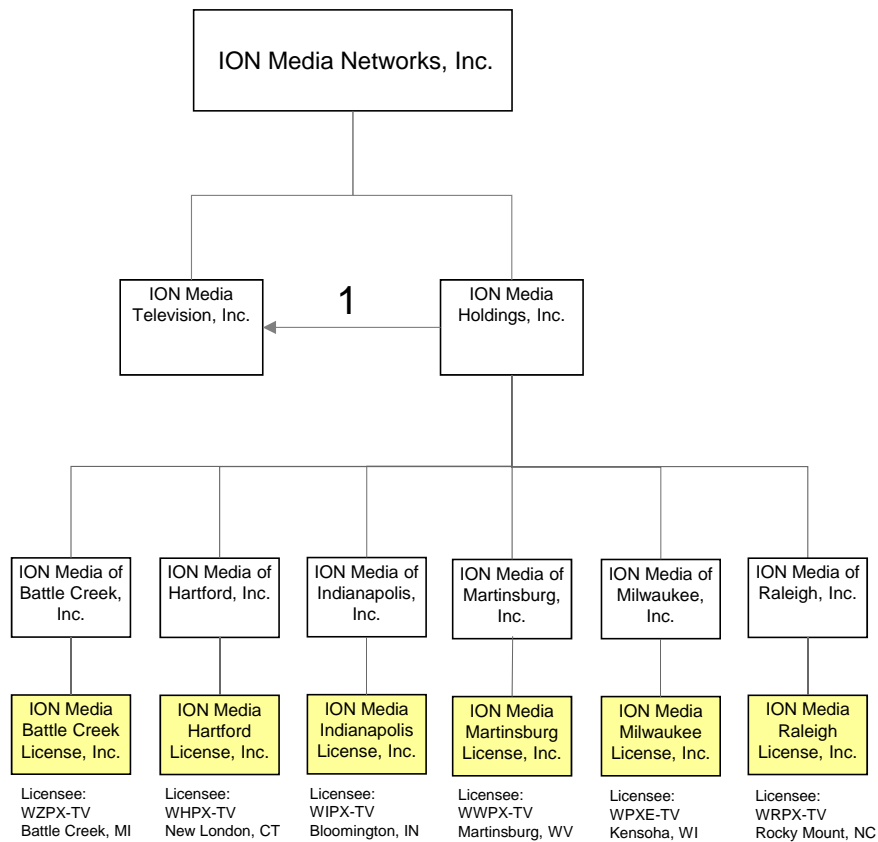 ION Media Networks, Inc.
ION Media
Television, Inc.
1
ION Media
Holdings, Inc.
ION Media of
Battle Creek,
Inc.
ION Media of
Hartford, Inc.
ION Media of
Indianapolis,
Inc.
ION Media of
Martinsburg,
Inc.
ION Media of
Milwaukee,
Inc.
ION Media of
Raleigh, Inc.
ION Media
Battle Creek
License, Inc.
ION Media
Hartford
License, Inc.
ION Media
Indianapolis
License, Inc.
ION Media
Martinsburg
License, Inc.
ION Media
Milwaukee
License, Inc.
ION Media
Raleigh
License, Inc.
Licensee:
WZPX-TV
Battle Creek, MI
Licensee:
WHPX-TV
New London, CT
Licensee:
WIPX-TV
Bloomington, IN
Licensee:
WWPX-TV
Martinsburg, WV
Licensee:
WPXE-TV
Kensoha, WI
Licensee:
WRPX-TV
Rocky Mount, NC